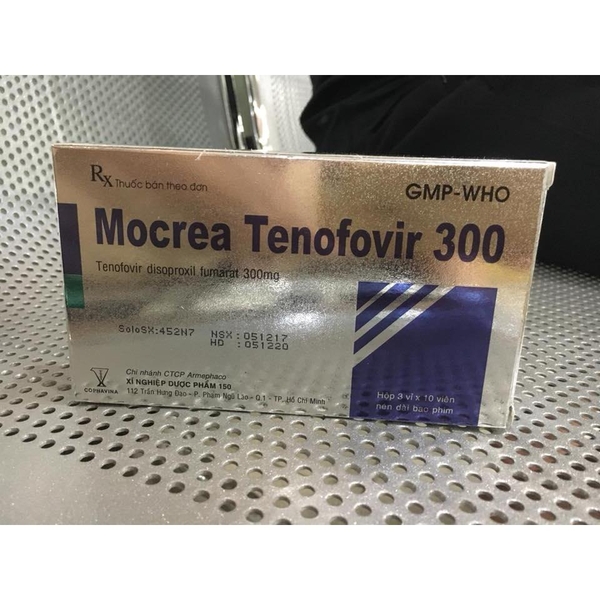 Rx Thuốc bán theo đơn
GMP-WHO
Mocrea Tenofovir 300
Tenofovir disoproxil fumarat 300mg
SoloSX:452N7
NSX :051217
HD :051220
Chi nhánh CTCP Armephaco
XÍ NGHIỆP DƯỢC PHẨM 150
112 Trần Hưng Đạo - P. Phạm Ngũ Lão - Q.1 - TP. Hồ Chí Minh
COPHAVINA
Hộp 3 vỉ x 10 viên
nén dài bao phim